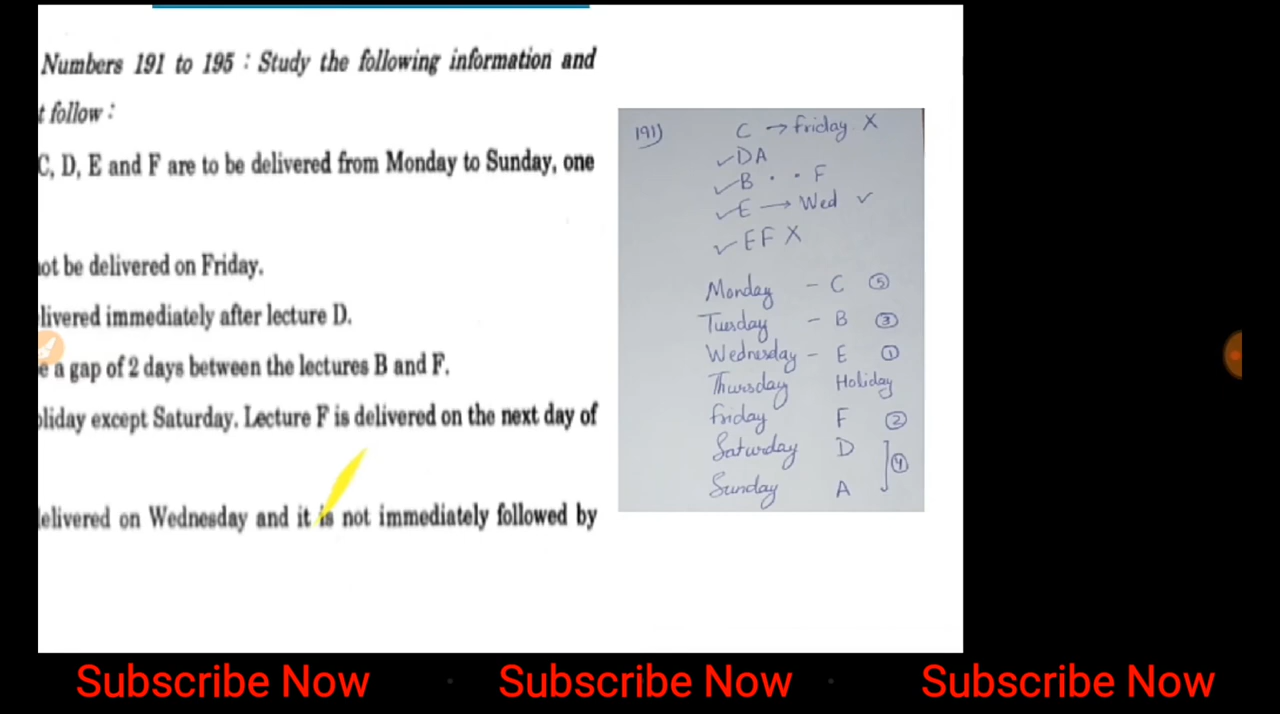 Numbers 191 to 195 : Study the following information and
t follow :
C, D, E and F are to be delivered from Monday to Sunday, one
ot be delivered on Friday.
livered immediately after lecture D.
e a gap of 2 days between the lectures B and F.
oliday except Saturday. Lecture F is delivered on the next day of
elivered on Wednesday and it is not immediately followed by
191)
C → Friday X
✓DA
✓B · · F
✓E → Wed ✓
✓EF X
Monday – C ⑤
Tuesday – B ③
Wednesday – E ①
Thursday Holiday
Friday F ②
Saturday D
④
Sunday A
Subscribe Now · Subscribe Now · Subscribe Now